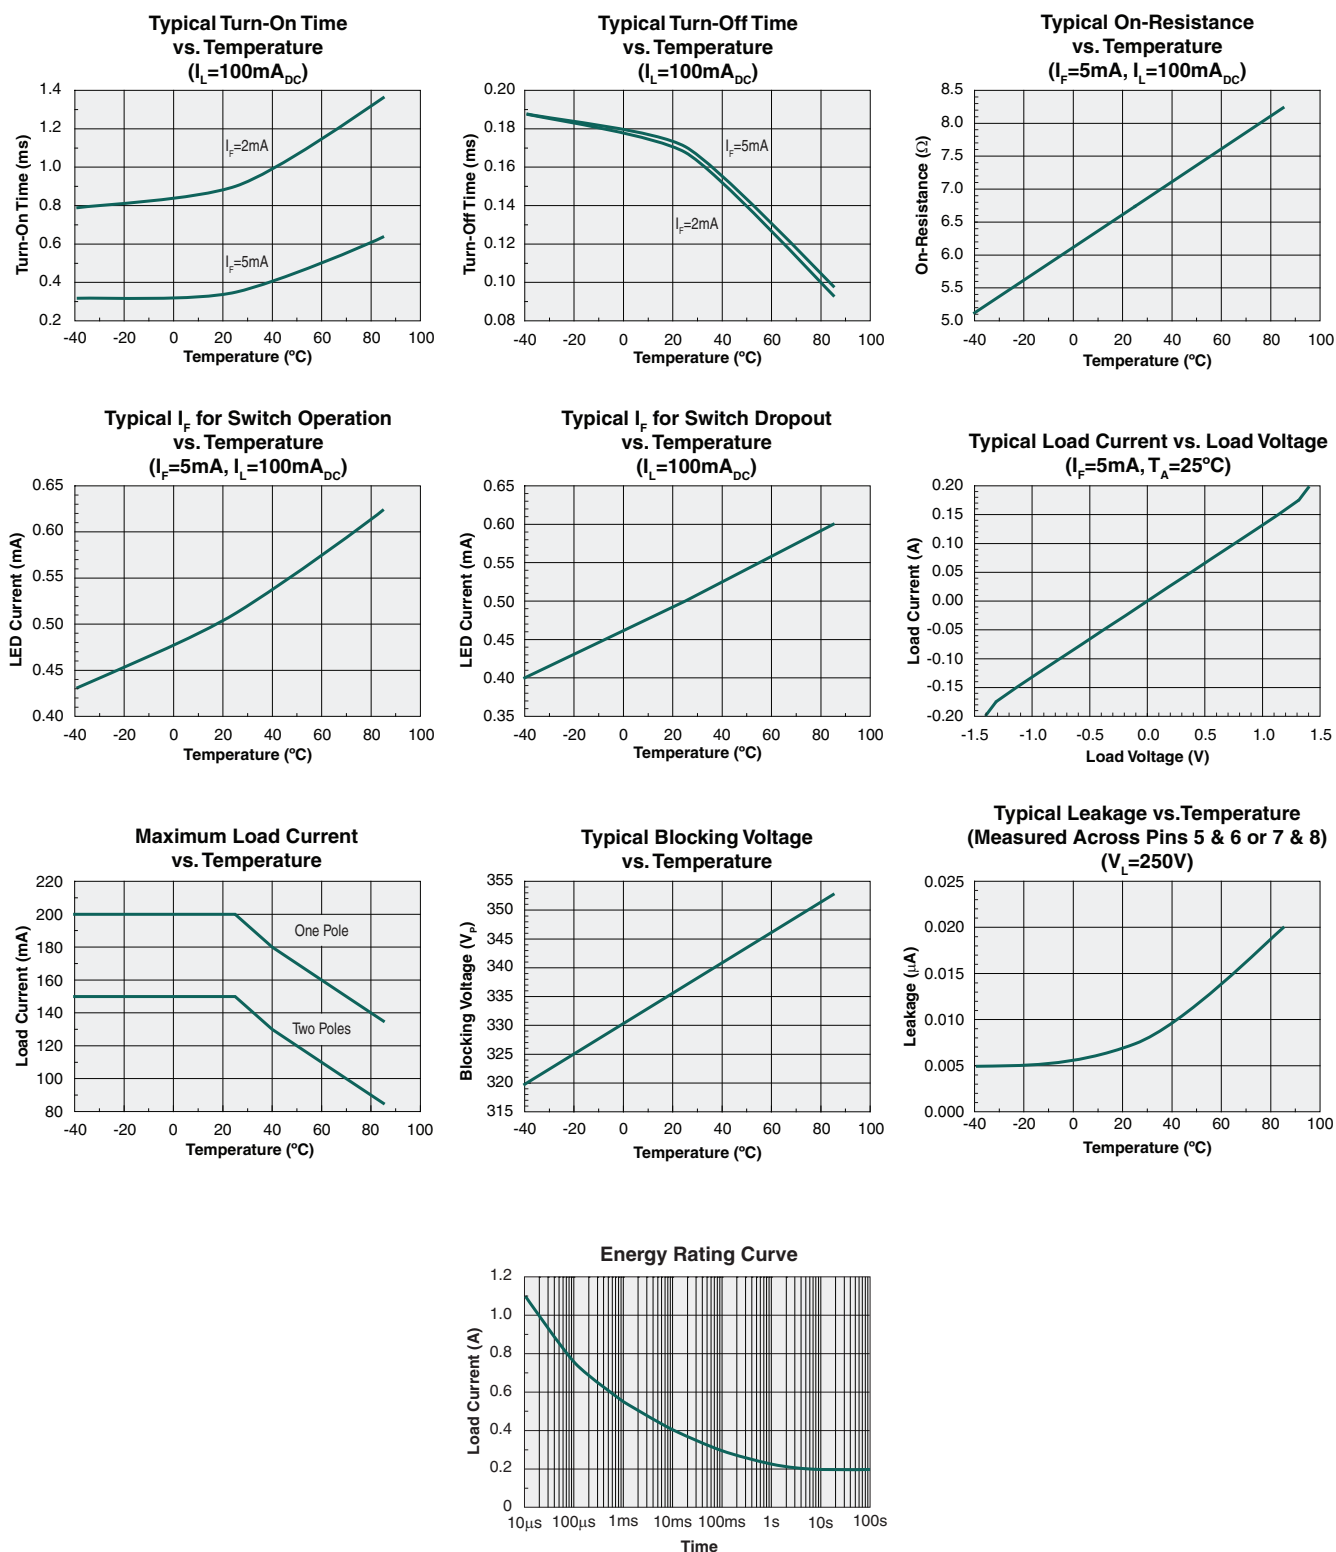 Typical Turn-On Time
vs. Temperature
(IL=100mADC)
Turn-On Time (ms)
1.4
1.2
1.0
0.8
0.6
0.4
0.2
IF=2mA
IF=5mA
-40 -20 0 20 40 60 80 100
Temperature (ºC)
Typical Turn-Off Time
vs. Temperature
(IL=100mADC)
Turn-Off Time (ms)
0.20
0.18
0.16
0.14
0.12
0.10
0.08
IF=5mA
IF=2mA
-40 -20 0 20 40 60 80 100
Temperature (ºC)
Typical On-Resistance
vs. Temperature
(IF=5mA, IL=100mADC)
On-Resistance (Ω)
8.5
8.0
7.5
7.0
6.5
6.0
5.5
5.0
-40 -20 0 20 40 60 80 100
Temperature (ºC)
Typical IF for Switch Operation
vs. Temperature
(IF=5mA, IL=100mADC)
LED Current (mA)
0.65
0.60
0.55
0.50
0.45
0.40
-40 -20 0 20 40 60 80 100
Temperature (ºC)
Typical IF for Switch Dropout
vs. Temperature
(IL=100mADC)
LED Current (mA)
0.65
0.60
0.55
0.50
0.45
0.40
0.35
-40 -20 0 20 40 60 80 100
Temperature (ºC)
Typical Load Current vs. Load Voltage
(IF=5mA, TA=25ºC)
Load Current (A)
0.20
0.15
0.10
0.05
0.00
-0.05
-0.10
-0.15
-0.20
-1.5 -1.0 -0.5 0.0 0.5 1.0 1.5
Load Voltage (V)
Maximum Load Current
vs. Temperature
Load Current (mA)
220
200
180
160
140
120
100
80
One Pole
Two Poles
-40 -20 0 20 40 60 80 100
Temperature (ºC)
Typical Blocking Voltage
vs. Temperature
Blocking Voltage (VP)
355
350
345
340
335
330
325
320
315
-40 -20 0 20 40 60 80 100
Temperature (ºC)
Typical Leakage vs.Temperature
(Measured Across Pins 5 & 6 or 7 & 8)
(VL=250V)
Leakage (μA)
0.025
0.020
0.015
0.010
0.005
0.000
-40 -20 0 20 40 60 80 100
Temperature (ºC)
Energy Rating Curve
Load Current (A)
1.2
1.0
0.8
0.6
0.4
0.2
0
10μs 100μs 1ms 10ms 100ms 1s 10s 100s
Time